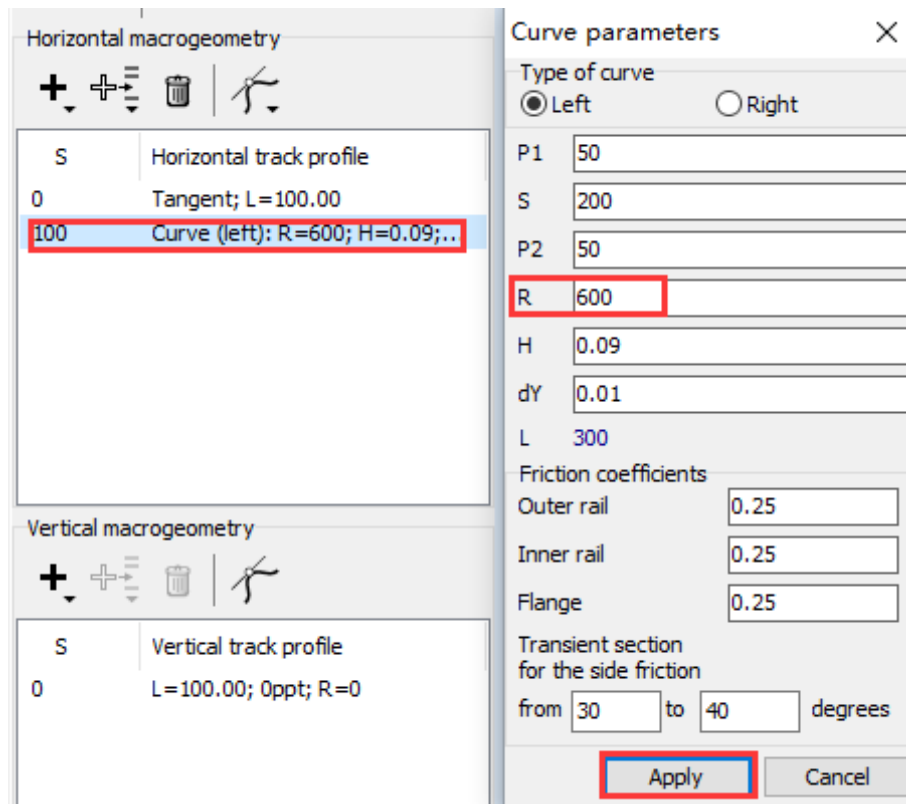 Horizontal macrogeometry
S Horizontal track profile
0 Tangent; L=100.00
100 Curve (left): R=600; H=0.09;...
Vertical macrogeometry
S Vertical track profile
0 L=100.00; 0ppt; R=0
Curve parameters
Type of curve
Left Right
P1 50
S 200
P2 50
R 600
H 0.09
dY 0.01
L 300
Friction coefficients
Outer rail 0.25
Inner rail 0.25
Flange 0.25
Transient section
for the side friction
from 30 to 40 degrees
Apply Cancel